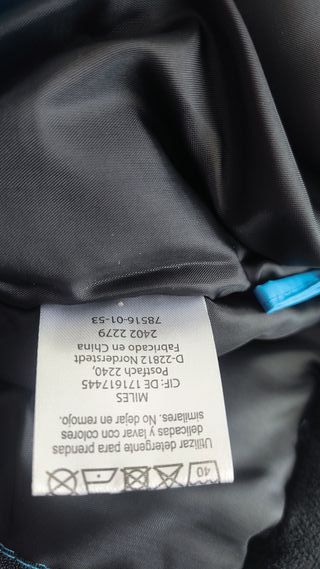 40
Utilizar detergente para prendas
delicadas y lavar con colores
similares. No dejar en remojo.
MILES
CIF: DE 171617445
Postfach 2240,
D-22812 Norderstedt
Fabricado en China
2402 2279
78516-01-53